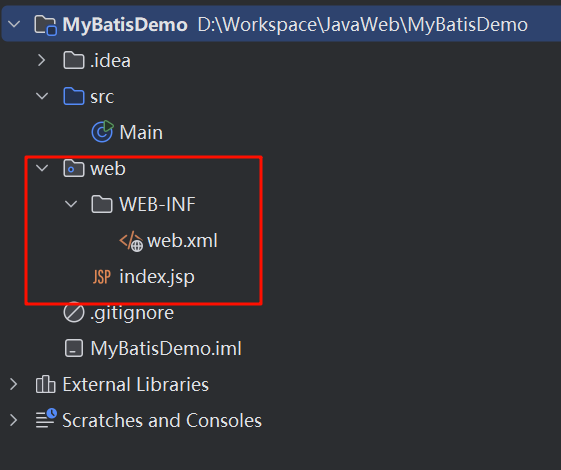 MyBatisDemo D:\Workspace\JavaWeb\MyBatisDemo
.idea
src
Main
web
WEB-INF
web.xml
JSP index.jsp
.gitignore
MyBatisDemo.iml
External Libraries
Scratches and Consoles